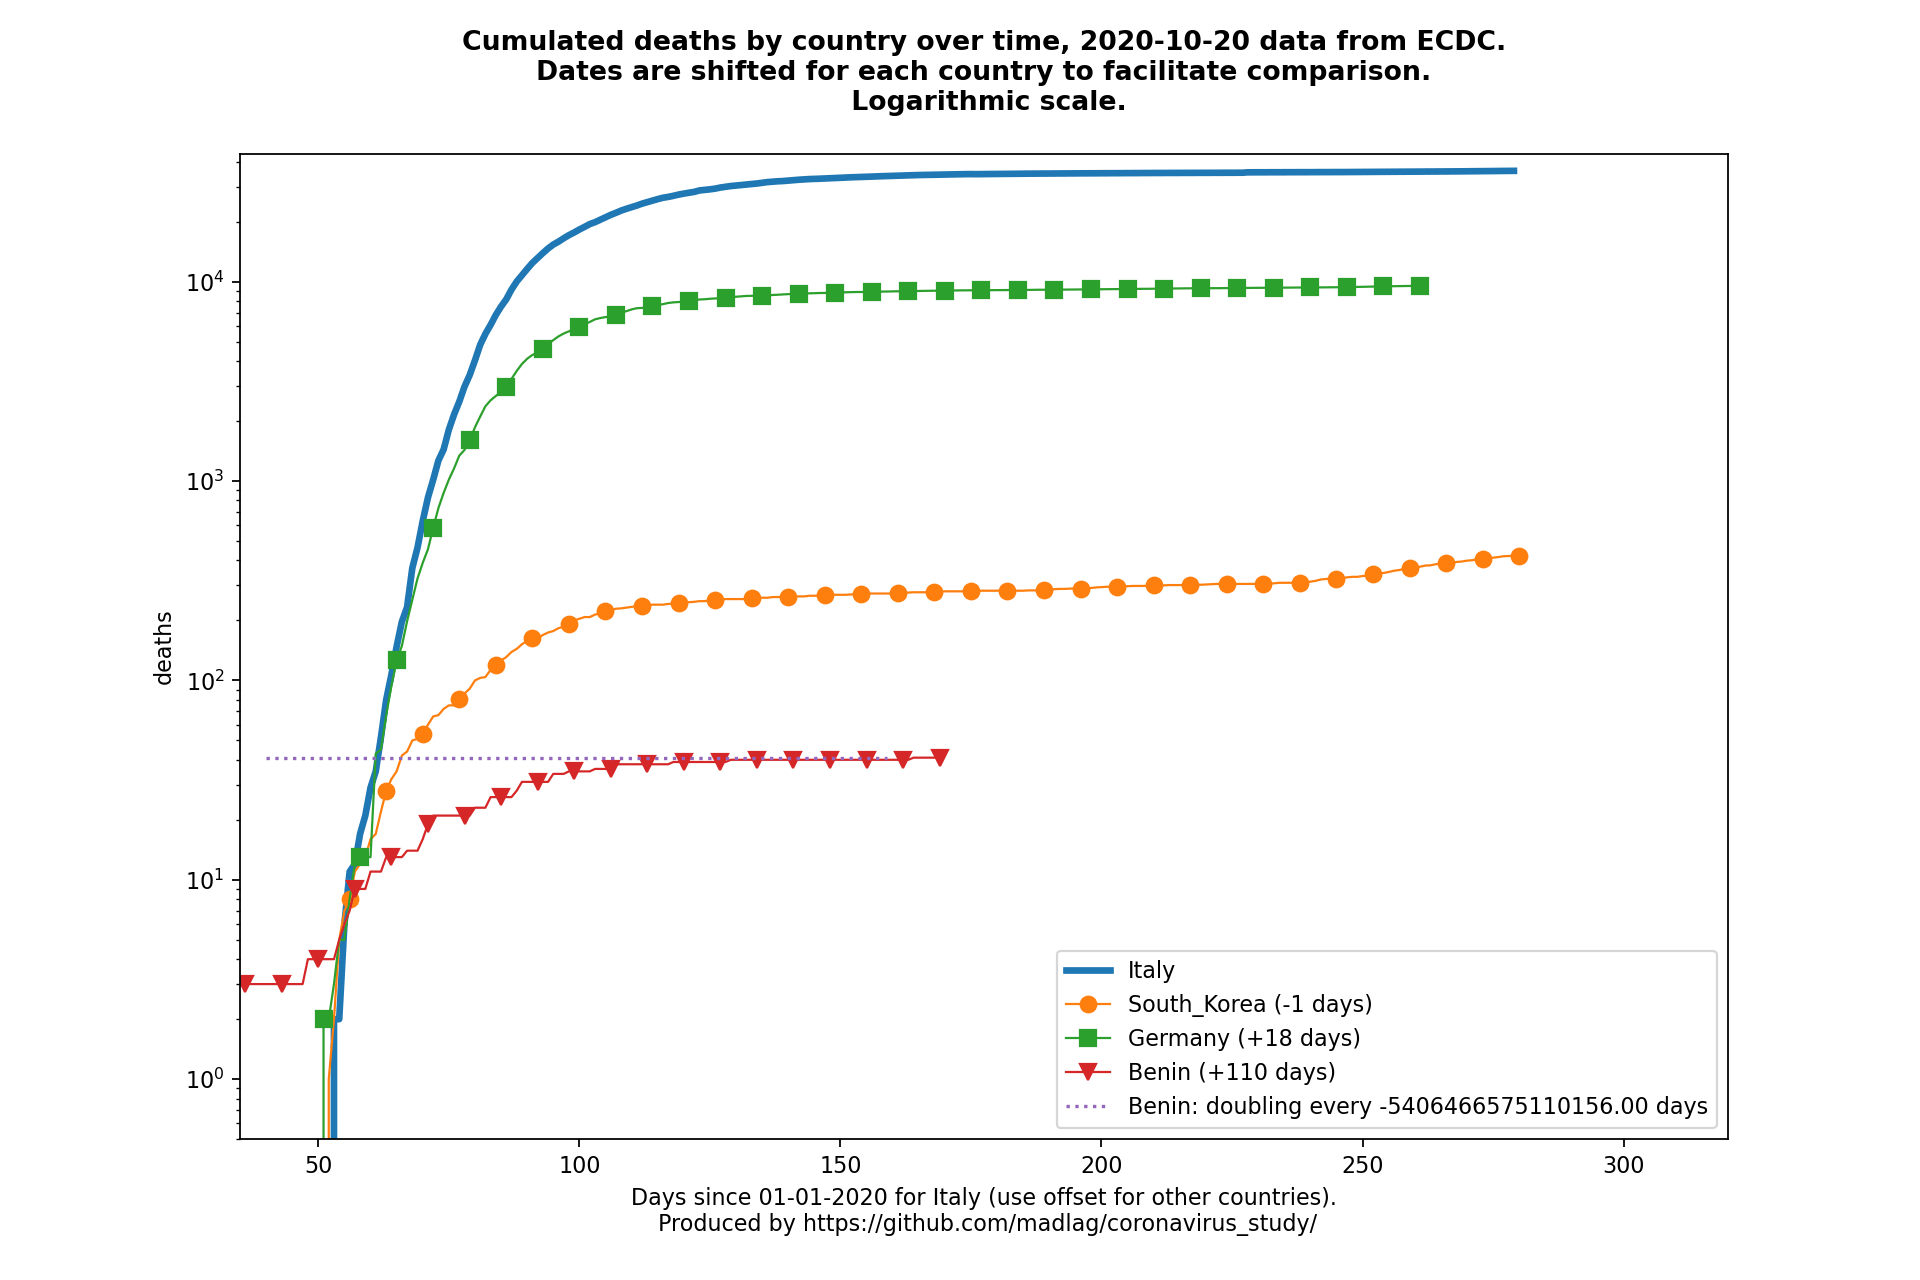 Cumulated deaths by country over time, 2020-10-20 data from ECDC.
Dates are shifted for each country to facilitate comparison.
Logarithmic scale.
deaths
10^4
10^3
10^2
10^1
10^0
Italy
South_Korea (-1 days)
Germany (+18 days)
Benin (+110 days)
Benin: doubling every -5406466575110156.00 days
50 100 150 200 250 300
Days since 01-01-2020 for Italy (use offset for other countries).
Produced by https://github.com/madlag/coronavirus_study/